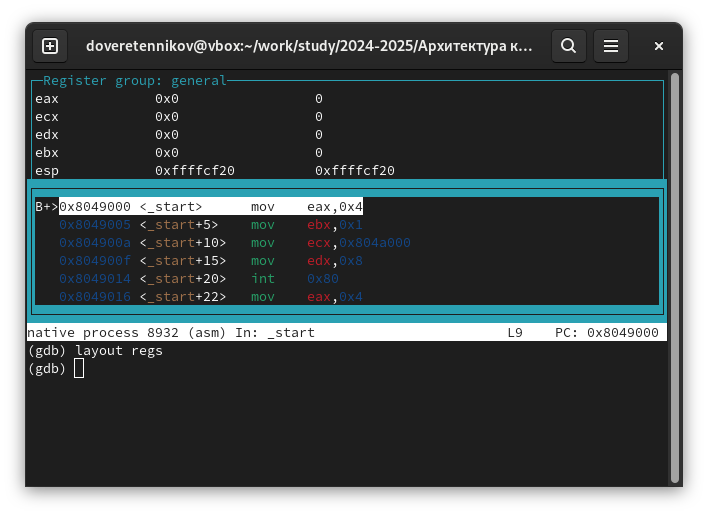 doveretennikov@vbox:~/work/study/2024-2025/Архитектура к…
Register group: general
eax 0x0 0
ecx 0x0 0
edx 0x0 0
ebx 0x0 0
esp 0xffffcf20 0xffffcf20
B+>0x8049000 <_start> mov eax,0x4
0x8049005 <_start+5> mov ebx,0x1
0x804900a <_start+10> mov ecx,0x804a000
0x804900f <_start+15> mov edx,0x8
0x8049014 <_start+20> int 0x80
0x8049016 <_start+22> mov eax,0x4
native process 8932 (asm) In: _start L9 PC: 0x8049000
(gdb) layout regs
(gdb)